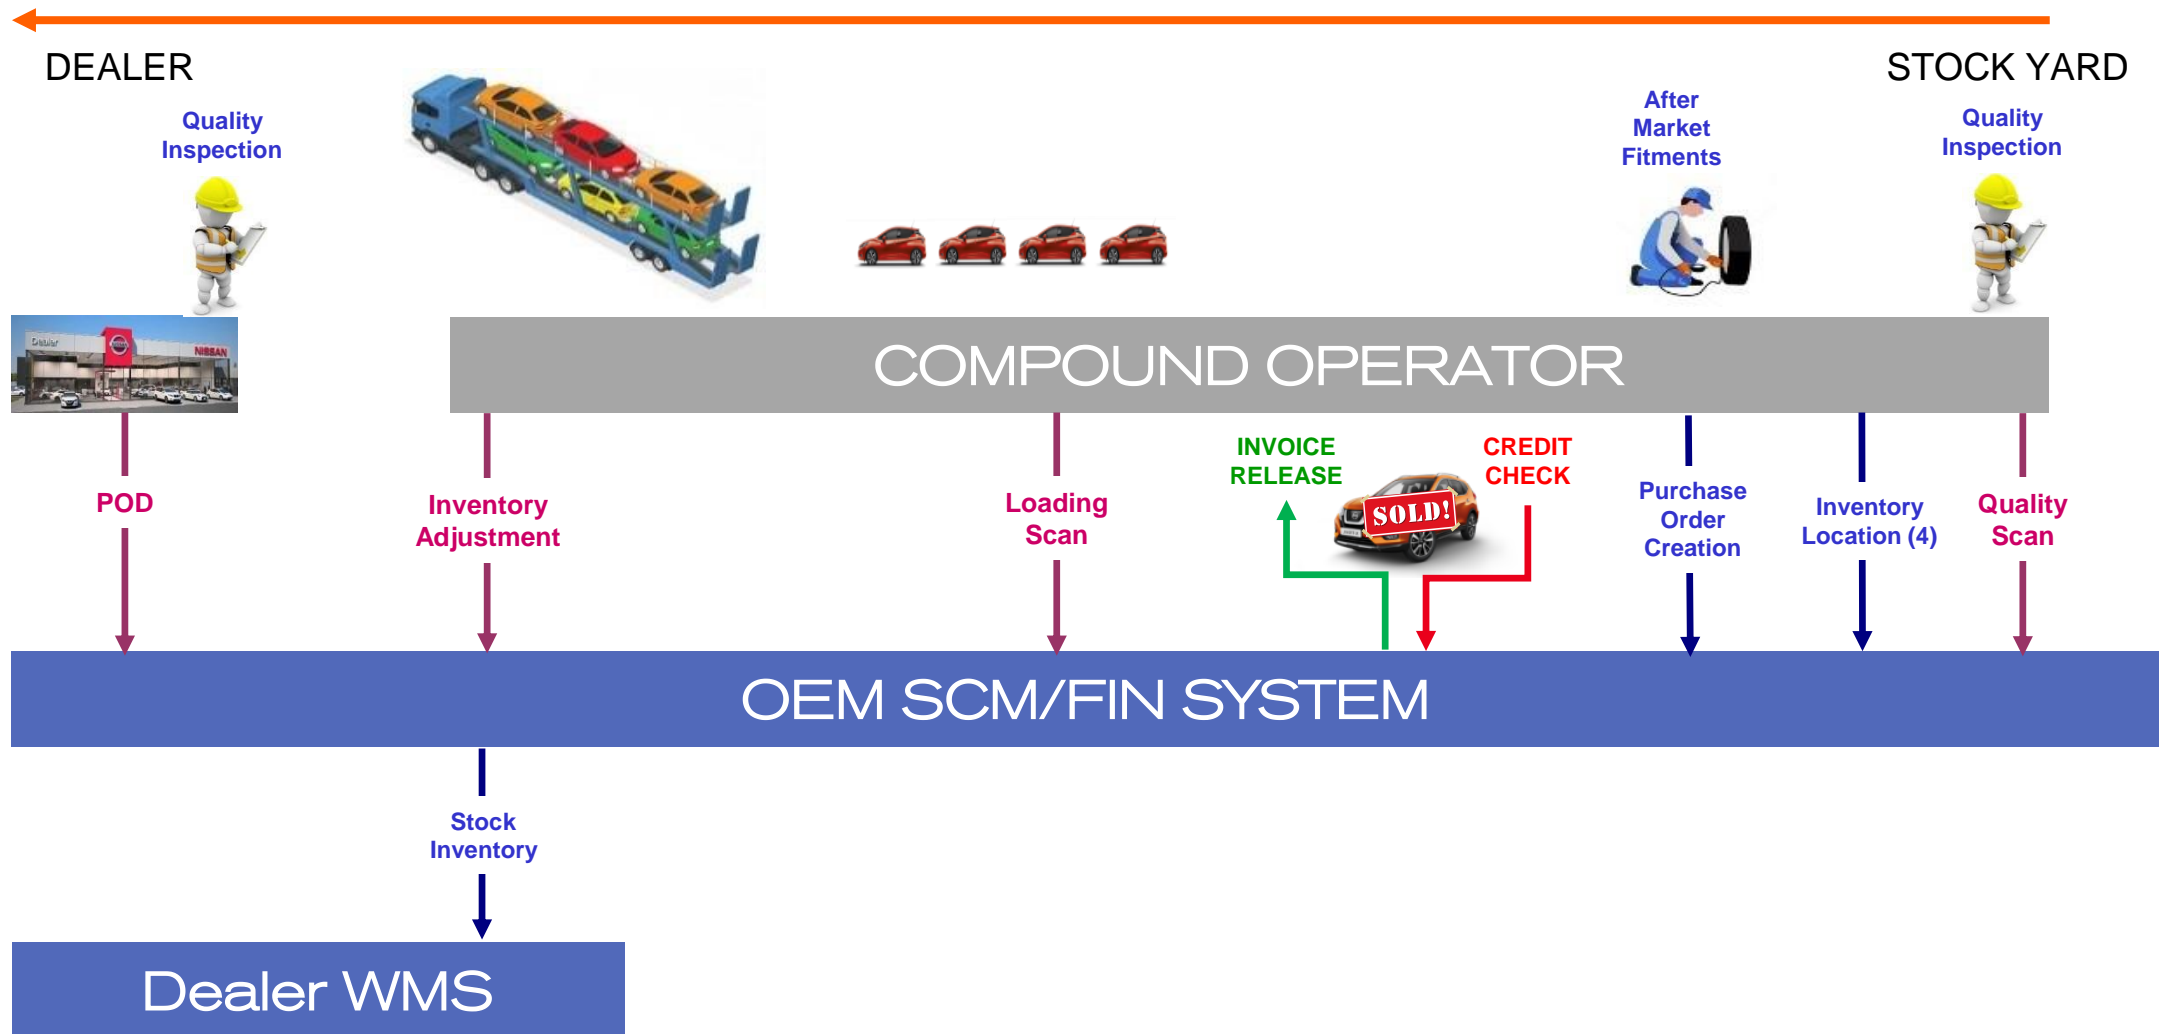 DEALER
STOCK YARD
Quality
Inspection
After
Market
Fitments
Quality
Inspection
Dealer
NISSAN
COMPOUND OPERATOR
POD
Inventory
Adjustment
Loading
Scan
INVOICE
RELEASE
SOLD!
CREDIT
CHECK
Purchase
Order
Creation
Inventory
Location (4)
Quality
Scan
OEM SCM/FIN SYSTEM
Stock
Inventory
Dealer WMS